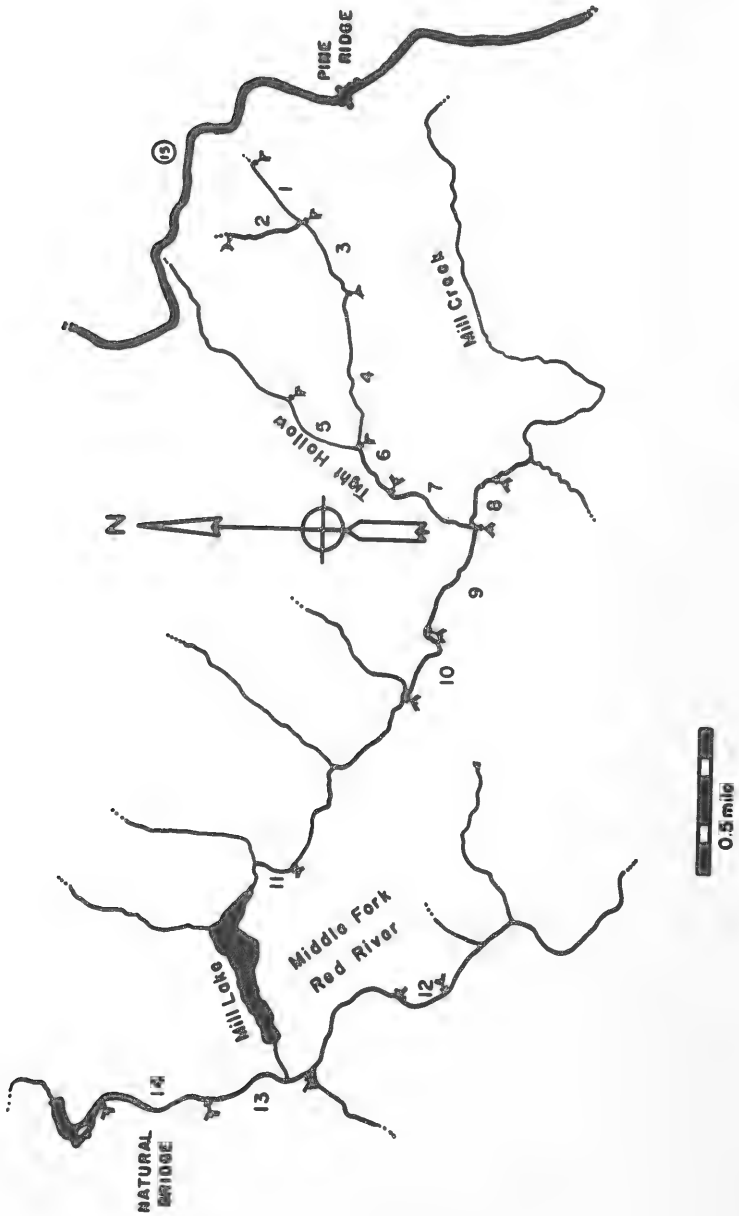 15
PINE
RIDGE
1
2
3
4
5
6
7
8
Tight Hollow
Mill Creek
N
9
10
11
Mill Lake
Middle Fork
Red River
12
13
14
NATURAL
BRIDGE
0.5 mile